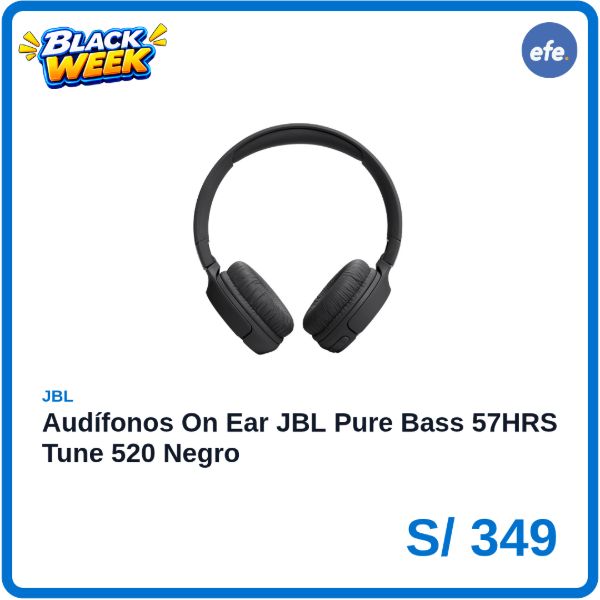 BLACK
WEEK
efe.
JBL
Audífonos On Ear JBL Pure Bass 57HRS
Tune 520 Negro
S/ 349